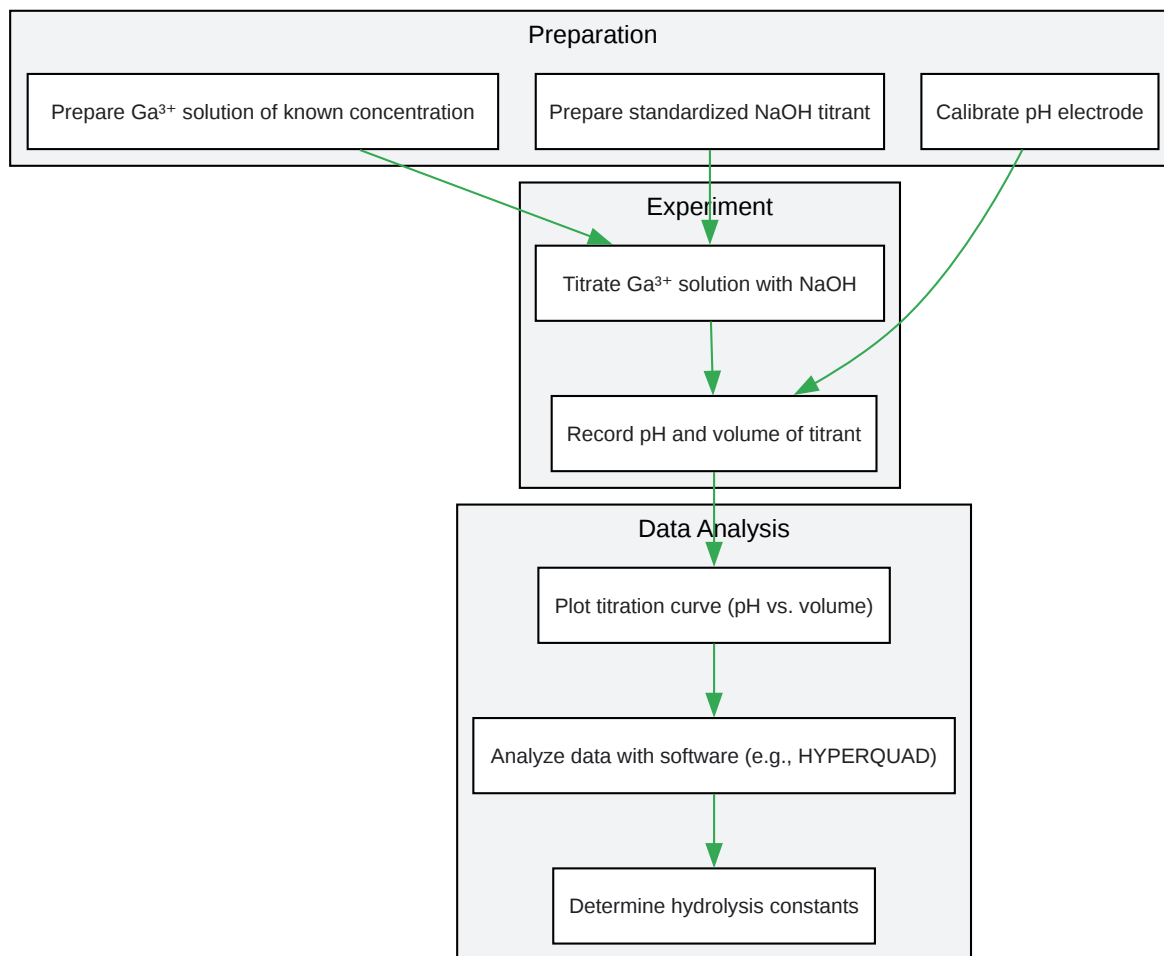 Preparation
Prepare Ga³⁺ solution of known concentration
Prepare standardized NaOH titrant
Calibrate pH electrode
Experiment
Titrate Ga³⁺ solution with NaOH
Record pH and volume of titrant
Data Analysis
Plot titration curve (pH vs. volume)
Analyze data with software (e.g., HYPERQUAD)
Determine hydrolysis constants